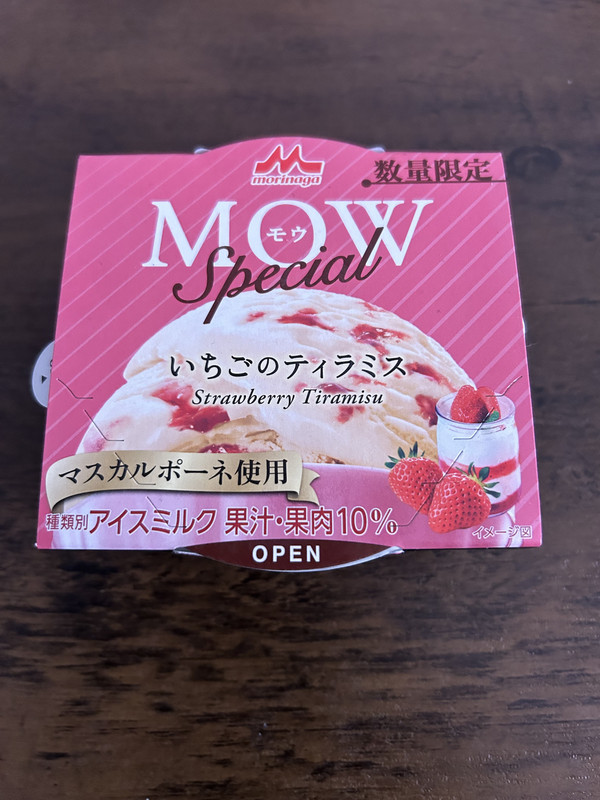 morinaga
数量限定
MOW
モウ
Special
いちごのティラミス
Strawberry Tiramisu
マスカルポーネ使用
種類別アイスミルク 果汁・果肉10%
イメージ図
OPEN